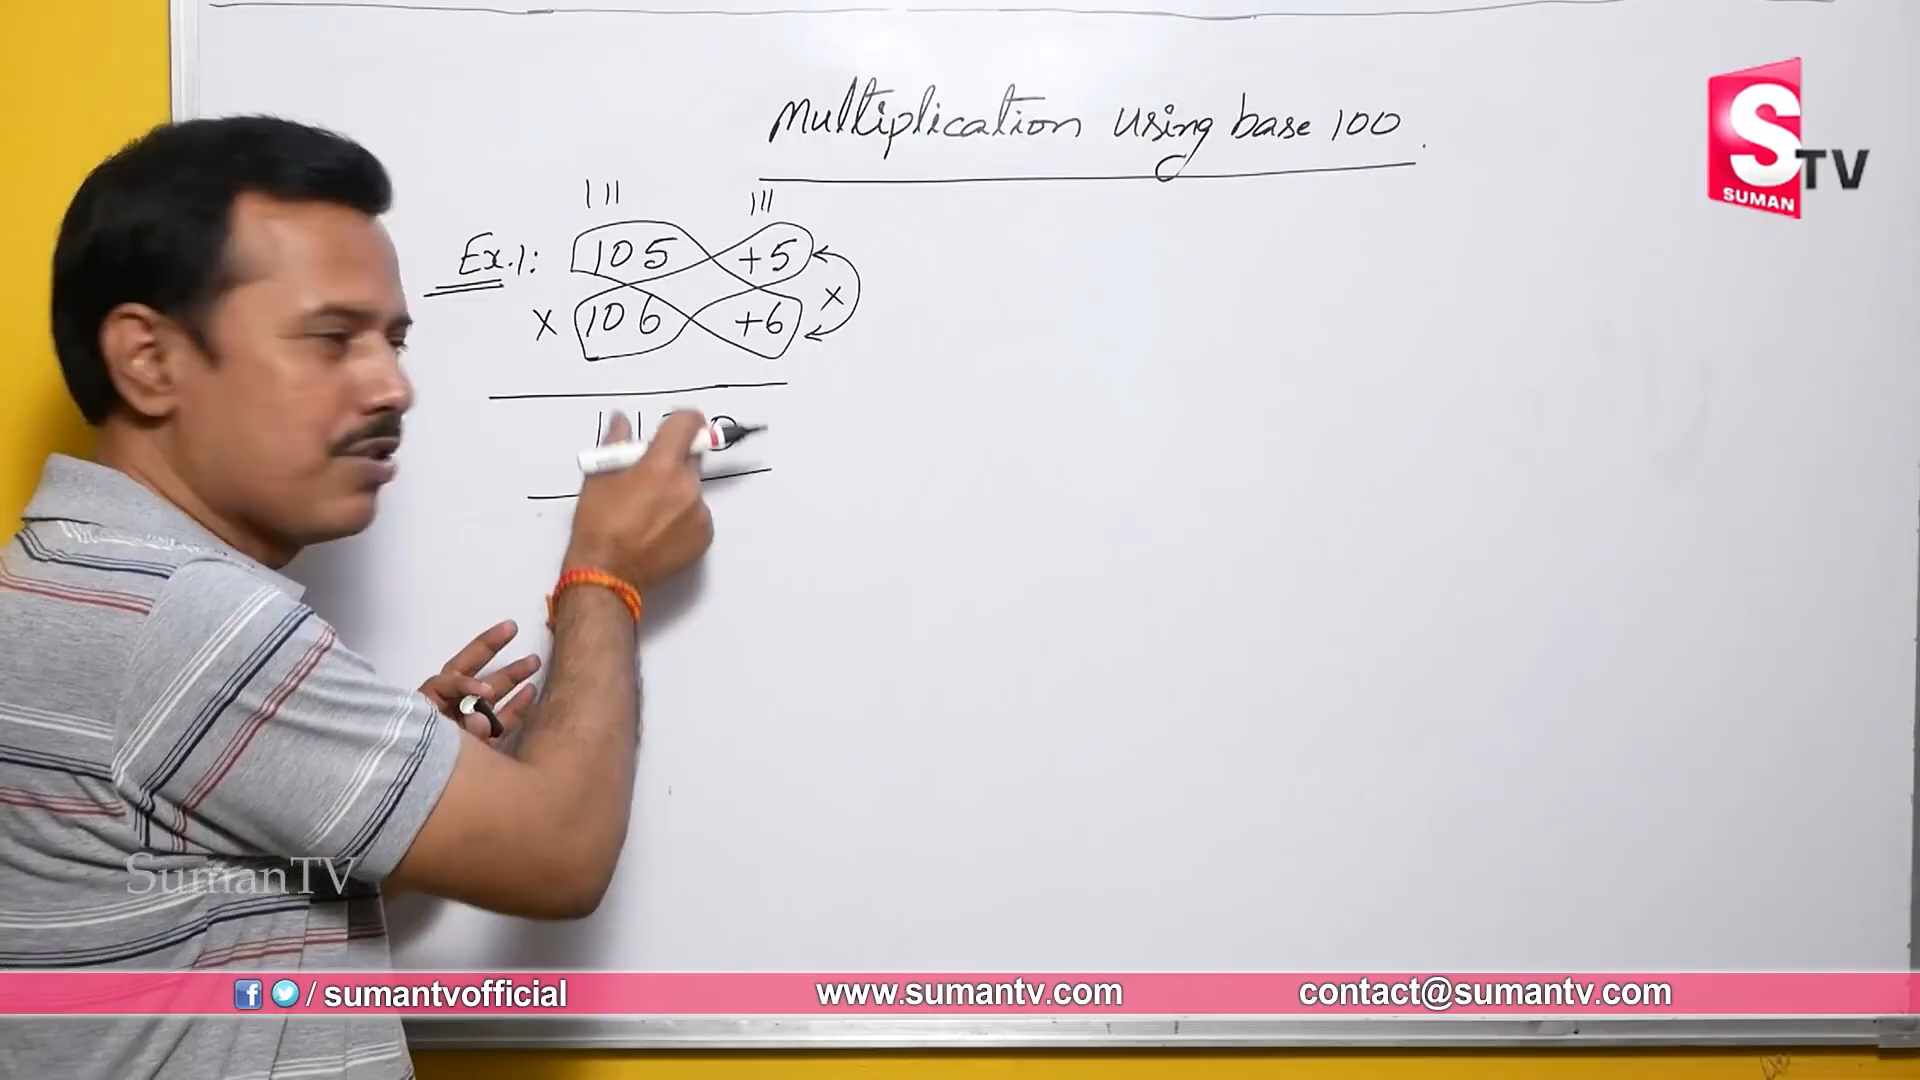 Multiplication using base 100
S TV
SUMAN
111 111
Ex.1: 105 +5
x 106 +6
x
SumanTV
/ sumantvofficial www.sumantv.com contact@sumantv.com